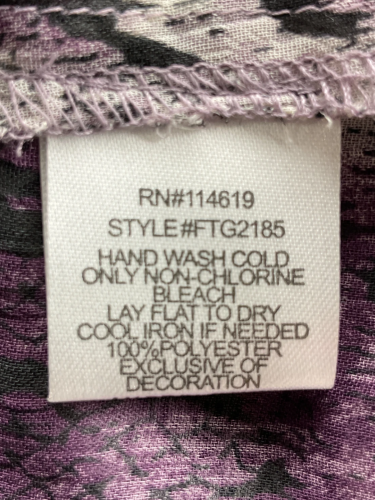 RN#114619
STYLE#FTG2185
HAND WASH COLD
ONLY NON-CHLORINE
BLEACH
LAY FLAT TO DRY
COOL IRON IF NEEDED
100%POLYESTER
EXCLUSIVE OF
DECORATION